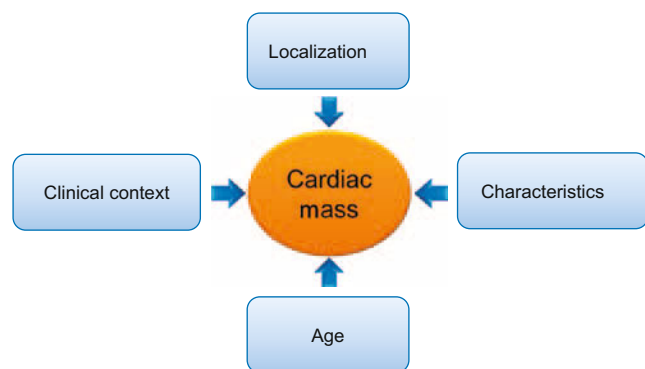 Localization
Clinical context
Cardiac
mass
Characteristics
Age